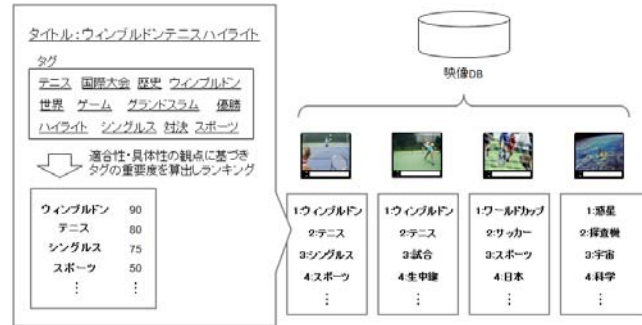 タイトル:ウィンブルドンテニスハイライト
タグ
テニス 国際大会 歴史 ウィンブルドン
世界 ゲーム グランドスラム 優勝
ハイライト シングルス 対決 スポーツ
適合性・具体性の観点に基づき
タグの重要度を算出しランキング
ウィンブルドン 90
テニス 80
シングルス 75
スポーツ 50
⋮ ⋮
映像DB
1:ウィンブルドン
2:テニス
3:シングルス
4:スポーツ
⋮
1:ウィンブルドン
2:テニス
3:試合
4:生中継
⋮
1:ワールドカップ
2:サッカー
3:スポーツ
4:日本
⋮
1:惑星
2:探査機
3:宇宙
4:科学
⋮